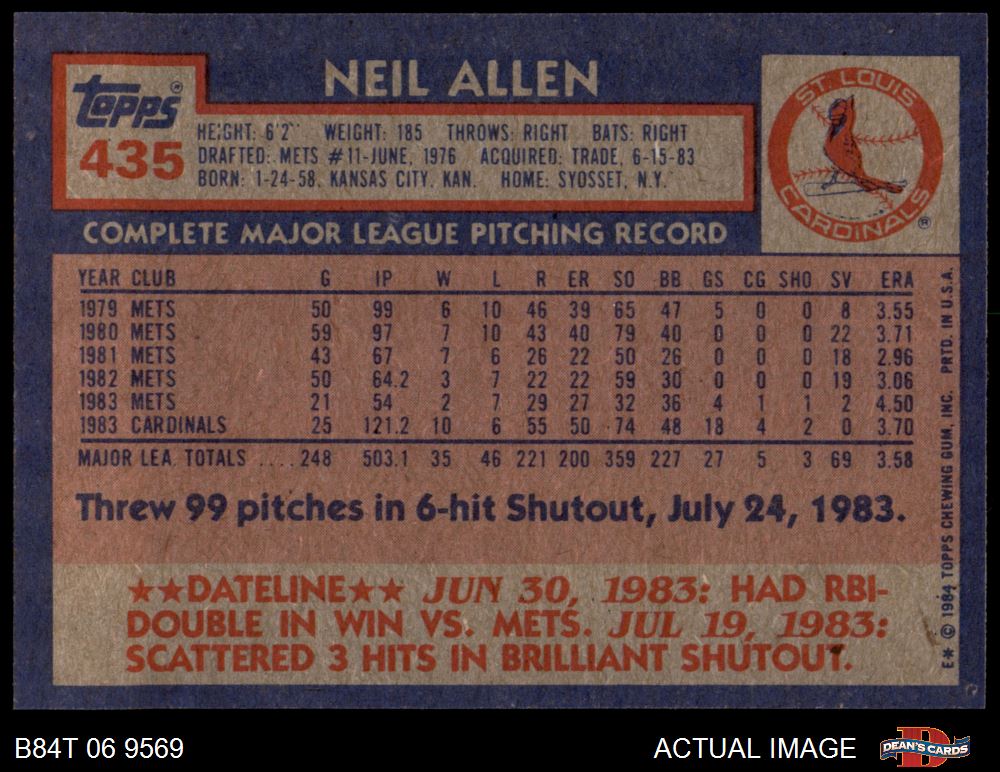 NEIL ALLEN
Topps®
435
HEIGHT: 6'2" WEIGHT: 185 THROWS: RIGHT BATS: RIGHT
DRAFTED: METS #11-JUNE, 1976 ACQUIRED: TRADE, 6-15-83
BORN: 1-24-58, KANSAS CITY, KAN. HOME: SYOSSET, N.Y.
ST. LOUIS
CARDINALS®
COMPLETE MAJOR LEAGUE PITCHING RECORD
YEAR CLUB G IP W L R ER SO BB GS CG SHO SV ERA
1979 METS 50 99 6 10 46 39 65 47 5 0 0 8 3.55
1980 METS 59 97 7 10 43 40 79 40 0 0 0 22 3.71
1981 METS 43 67 7 6 26 22 50 26 0 0 0 18 2.96
1982 METS 50 64.2 3 7 22 22 59 30 0 0 0 19 3.06
1983 METS 21 54 2 7 29 27 32 36 4 1 1 2 4.50
1983 CARDINALS 25 121.2 10 6 55 50 74 48 18 4 2 0 3.70
MAJOR LEA. TOTALS .... 248 503.1 35 46 221 200 359 227 27 5 3 69 3.58
Threw 99 pitches in 6-hit Shutout, July 24, 1983.
★★DATELINE★★ JUN 30, 1983: HAD RBI-
DOUBLE IN WIN VS. METS. JUL 19, 1983:
SCATTERED 3 HITS IN BRILLIANT SHUTOUT.
E* © 1984 TOPPS CHEWING GUM, INC. PRTD. IN U.S.A.
B84T 06 9569
ACTUAL IMAGE
D
DEAN'S CARDS